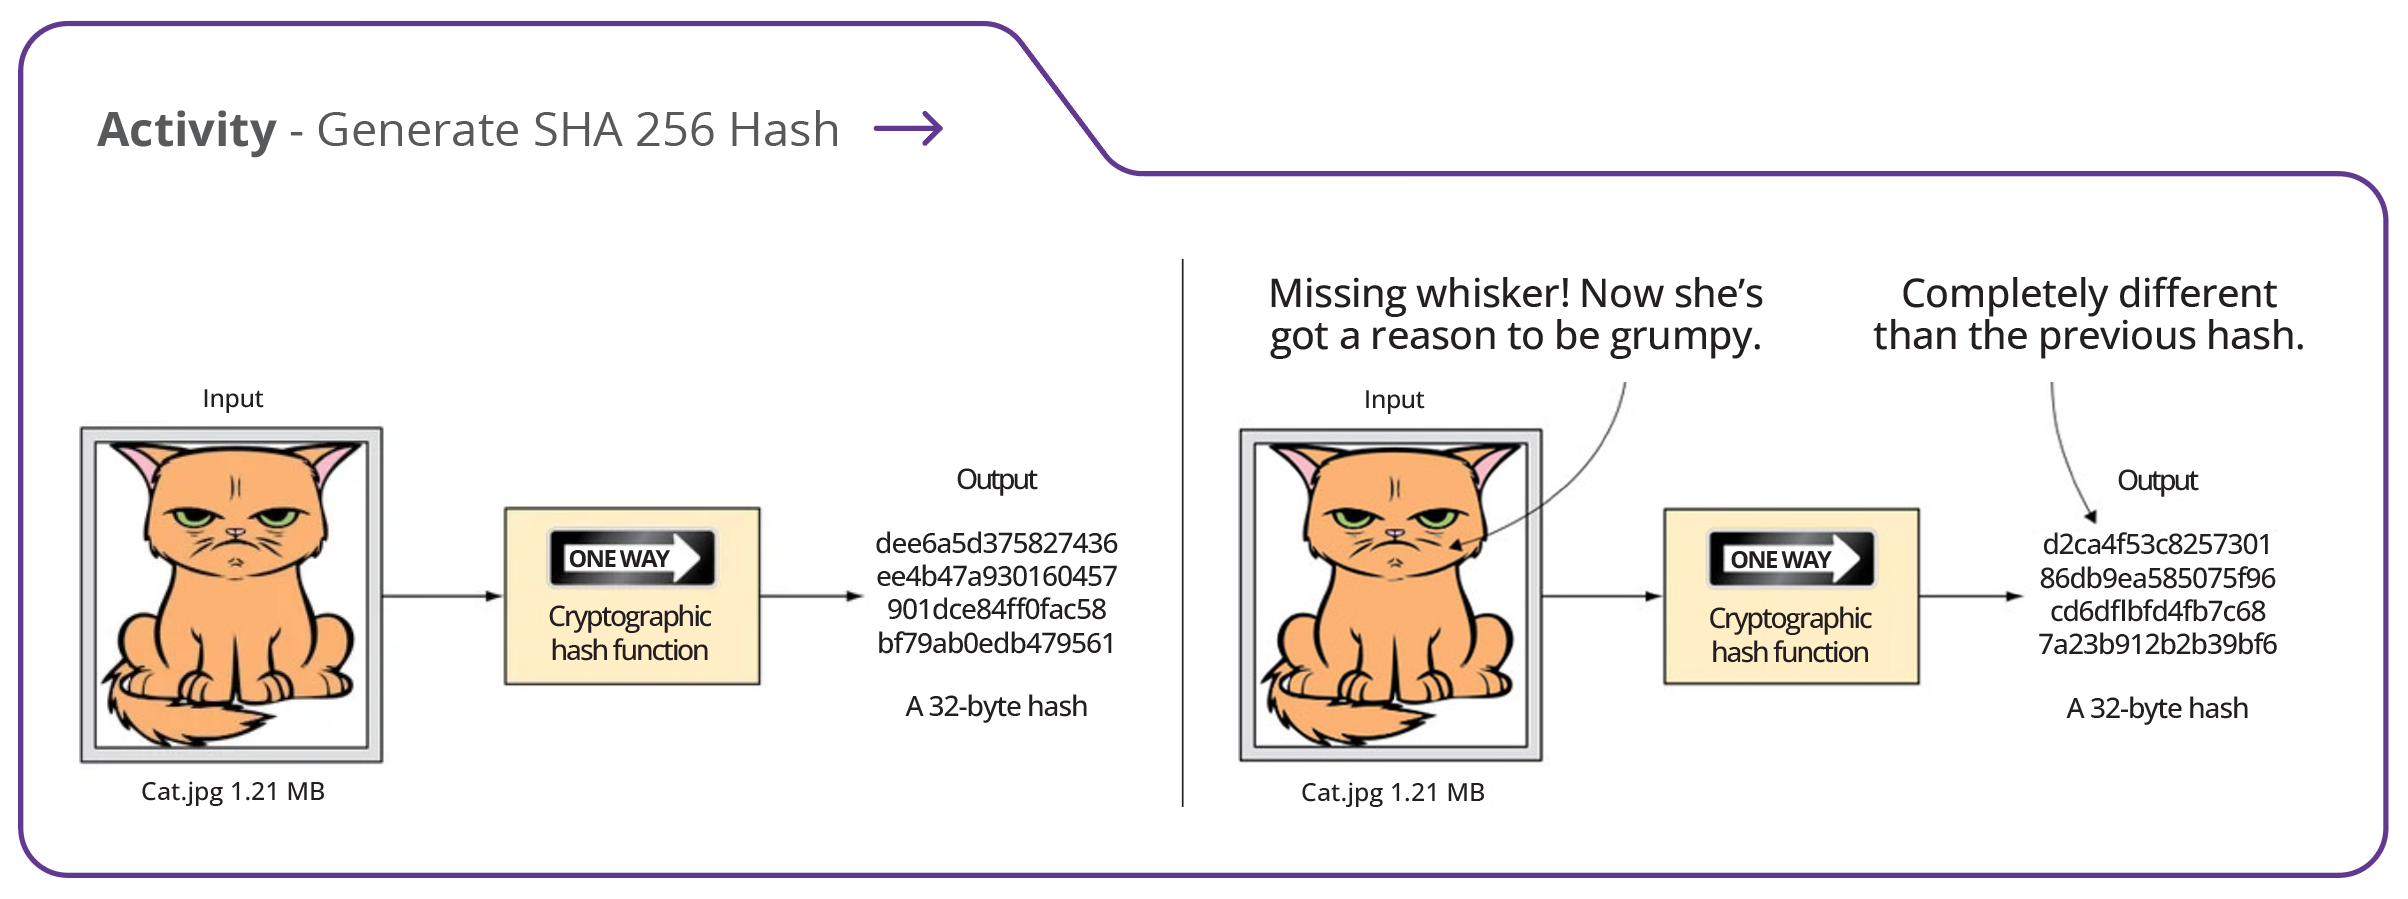 Activity - Generate SHA 256 Hash
Input
ONE WAY
Cryptographic
hash function
Output
dee6a5d375827436
ee4b47a930160457
901dce84ff0fac58
bf79ab0edb479561
A 32-byte hash
Cat.jpg 1.21 MB
Missing whisker! Now she’s
got a reason to be grumpy.
Completely different
than the previous hash.
Input
ONE WAY
Cryptographic
hash function
Output
d2ca4f53c8257301
86db9ea585075f96
cd6dflbfd4fb7c68
7a23b912b2b39bf6
A 32-byte hash
Cat.jpg 1.21 MB